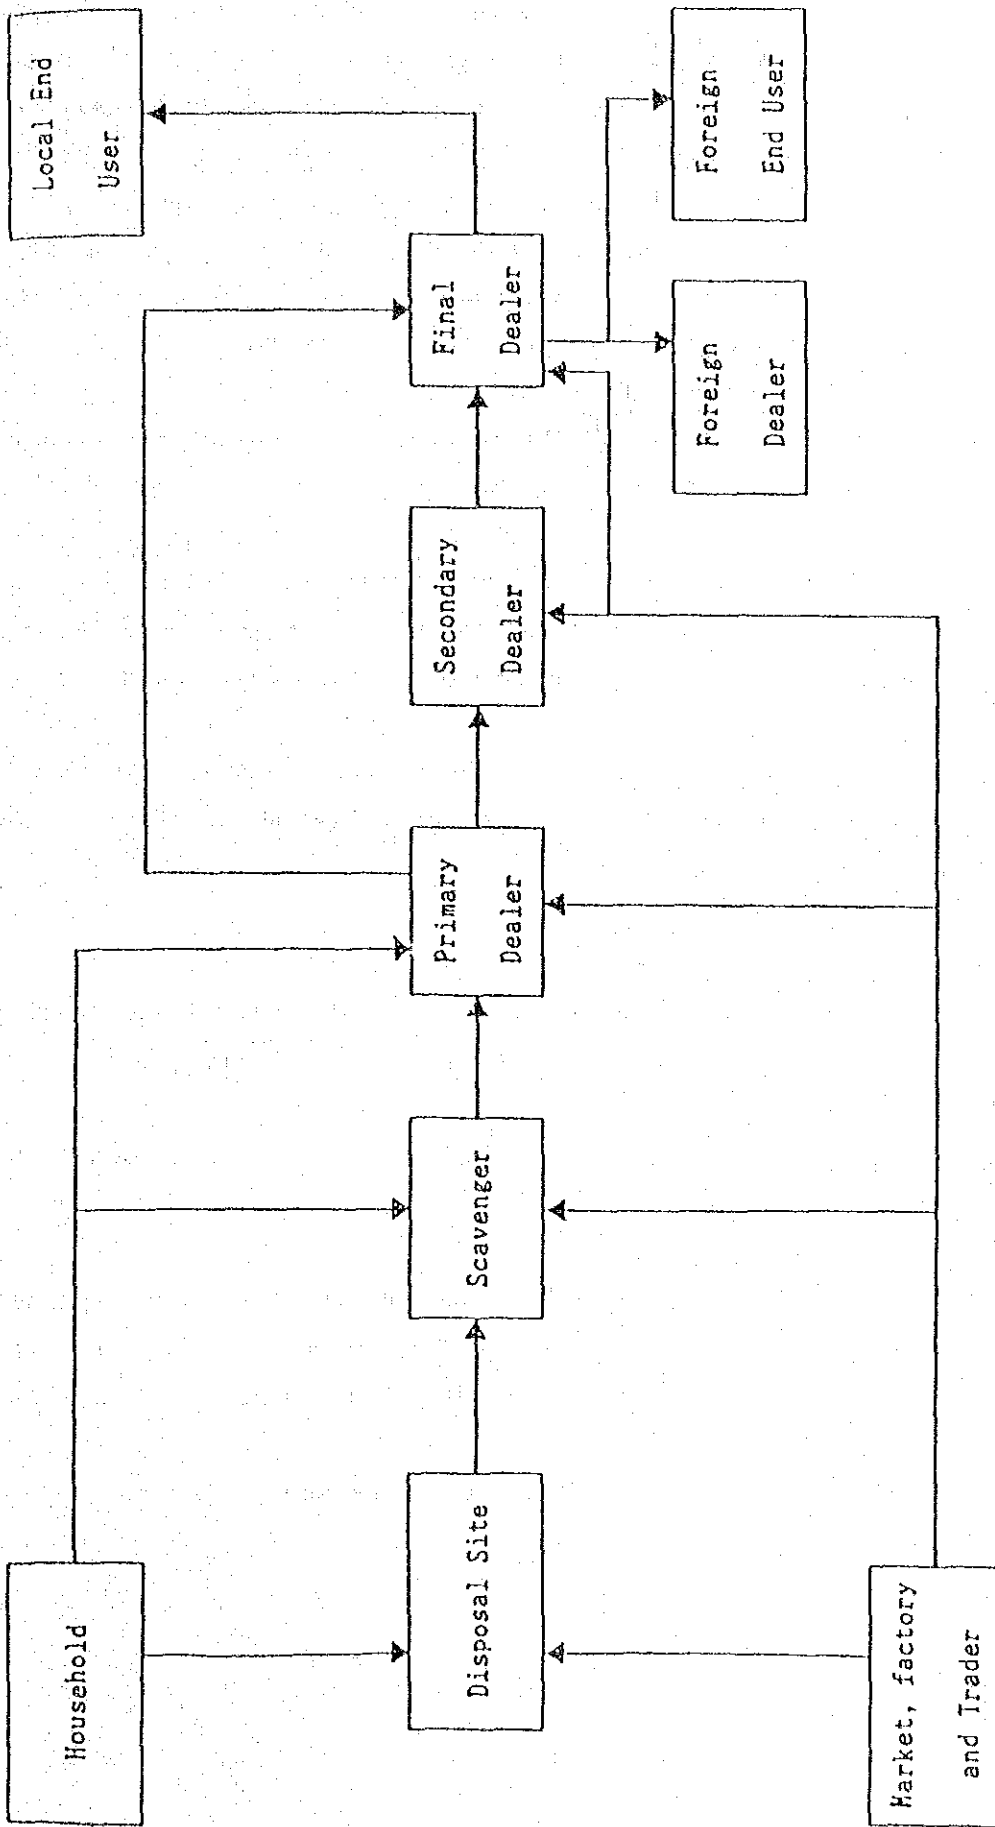 Household
Local End
User
Disposal Site
Scavenger
Primary
Dealer
Secondary
Dealer
Final
Dealer
Market, factory
and Trader
Foreign
Dealer
Foreign
End User